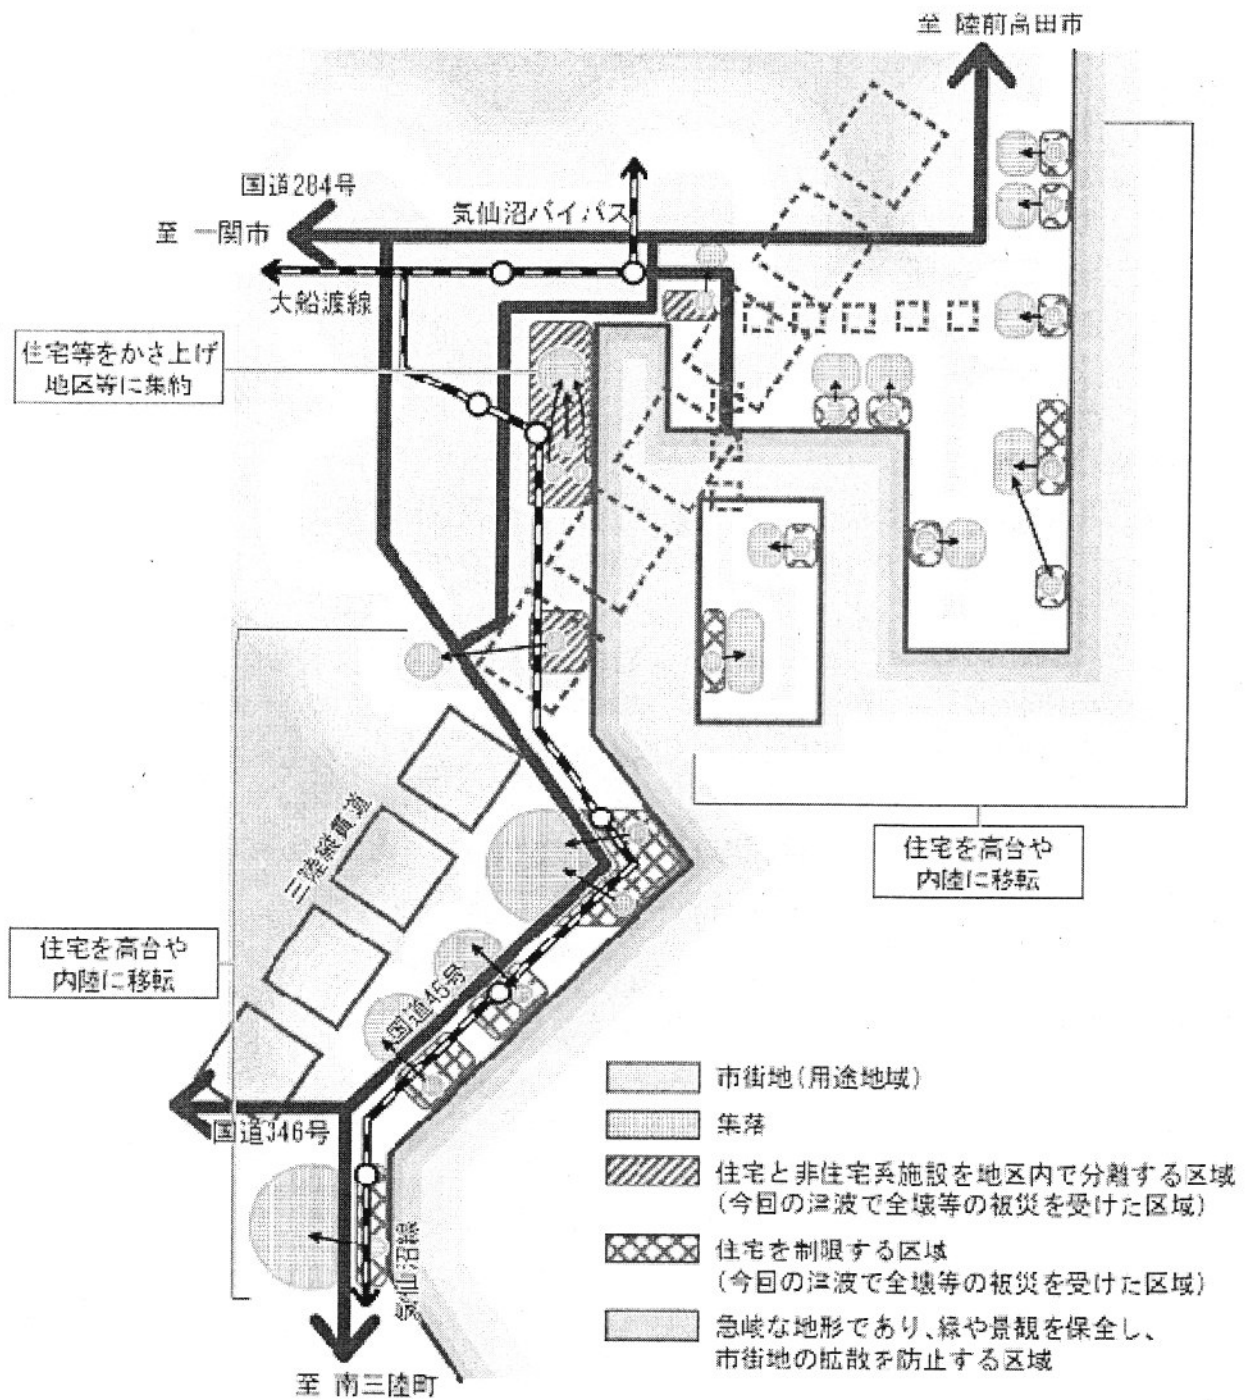 至 陸前高田市
国道284号
気仙沼バイパス
至 一関市
大船渡線
住宅等をかさ上げ
地区等に集約
三陸縦貫道
住宅を高台や
内陸に移転
住宅を高台や
内陸に移転
国道45号
国道346号
気仙沼線
至 南三陸町
市街地(用途地域)
集落
住宅と非住宅系施設を地区内で分離する区域
(今回の津波で全壊等の被災を受けた区域)
住宅を制限する区域
(今回の津波で全壊等の被災を受けた区域)
急峻な地形であり、緑や景観を保全し、
市街地の拡散を防止する区域